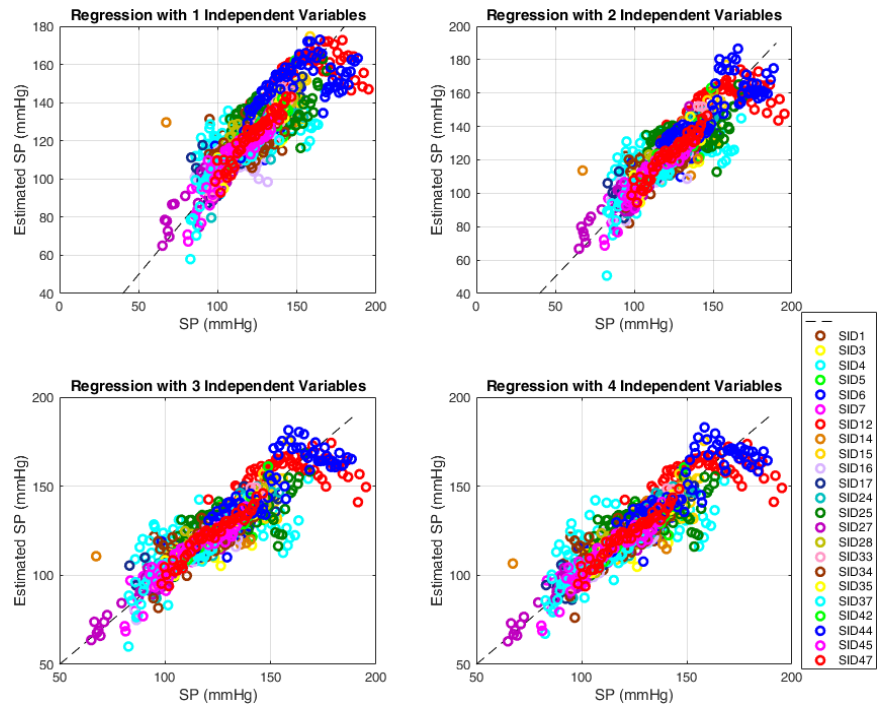 Regression with 1 Independent Variables
180
160
140
120
100
80
60
40
0
50
100
150
200
Estimated SP (mmHg)
SP (mmHg)
Regression with 2 Independent Variables
200
180
160
140
120
100
80
60
40
0
50
100
150
200
Estimated SP (mmHg)
SP (mmHg)
Regression with 3 Independent Variables
200
150
100
50
50
100
150
200
Estimated SP (mmHg)
SP (mmHg)
Regression with 4 Independent Variables
200
150
100
50
50
100
150
200
Estimated SP (mmHg)
SP (mmHg)
SID1
SID3
SID4
SID5
SID6
SID7
SID12
SID14
SID15
SID16
SID17
SID24
SID25
SID27
SID28
SID33
SID34
SID35
SID37
SID42
SID44
SID45
SID47